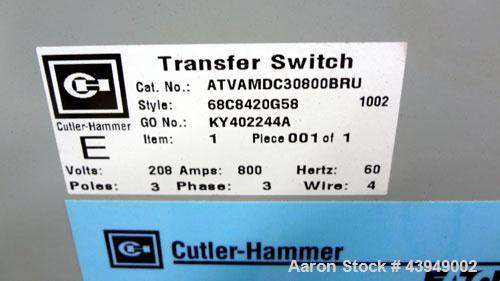 Transfer Switch
Cat. No.: ATVAMDC30800BRU
Style: 68C8420G58 1002
Cutler-Hammer GO No.: KY402244A
E Item: 1 Piece 001 of 1
Volts: 208 Amps: 800 Hertz: 60
Poles: 3 Phase: 3 Wire: 4
Cutler-Hammer
Aaron Stock # 43949002